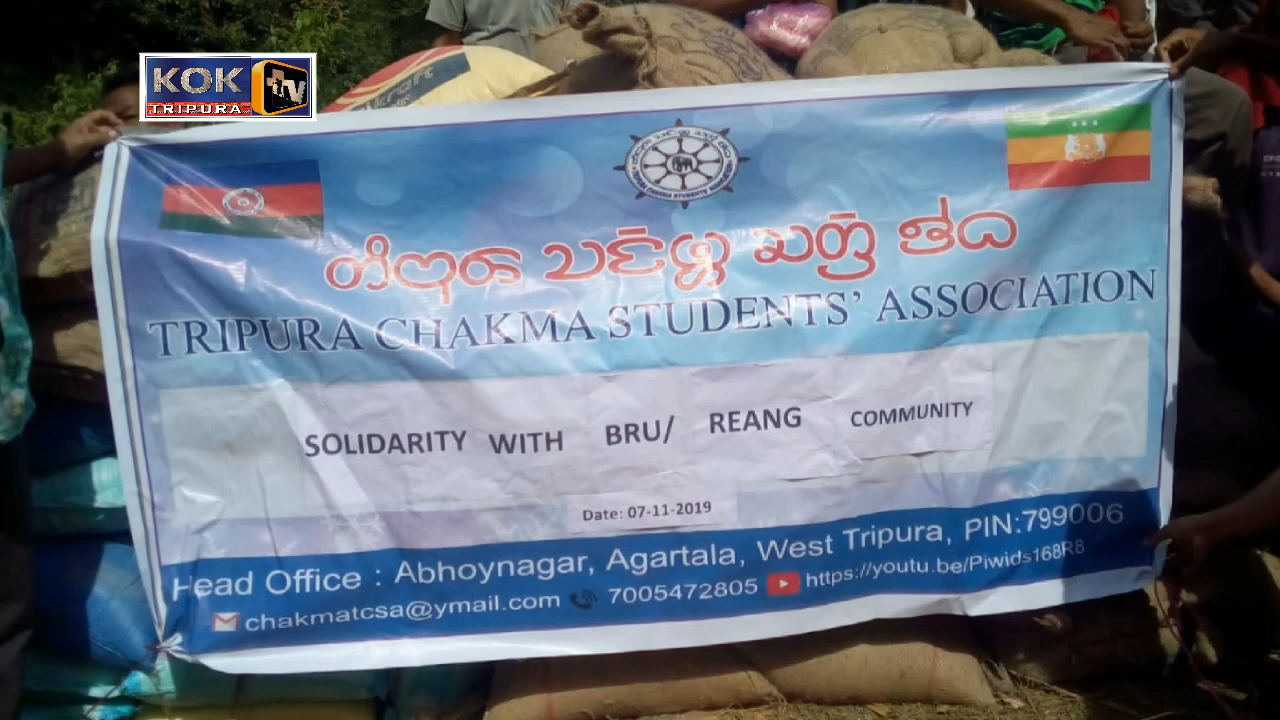 KOK tv
TRIPURA
TRIPURA CHAKMA STUDENTS' ASSOCIATION
SOLIDARITY WITH BRU/ REANG COMMUNITY
Date: 07-11-2019
Head Office : Abhoynagar, Agartala, West Tripura, PIN:799006
chakmatcsa@ymail.com 7005472805 https://youtu.be/Piwids168R8